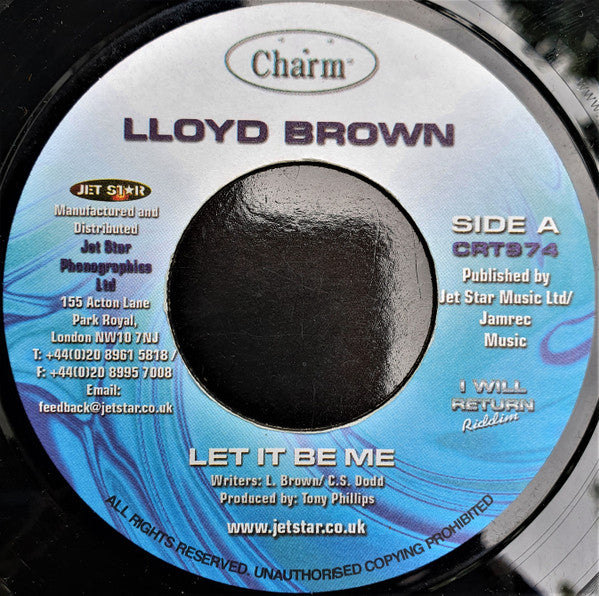 Charm
LLOYD BROWN
JET STAR
Manufactured and
Distributed
Jet Star
Phonographics
Ltd
155 Acton Lane
Park Royal,
London NW10 7NJ
T: +44(0)20 8961 5818 /
F: +44(0)20 8995 7008
Email:
feedback@jetstar.co.uk
SIDE A
CRT974
Published by
Jet Star Music Ltd/
Jamrec
Music
I WILL
RETURN
Riddim
LET IT BE ME
Writers: L. Brown/ C.S. Dodd
Produced by: Tony Phillips
www.jetstar.co.uk
ALL RIGHTS RESERVED. UNAUTHORISED COPYING PROHIBITED